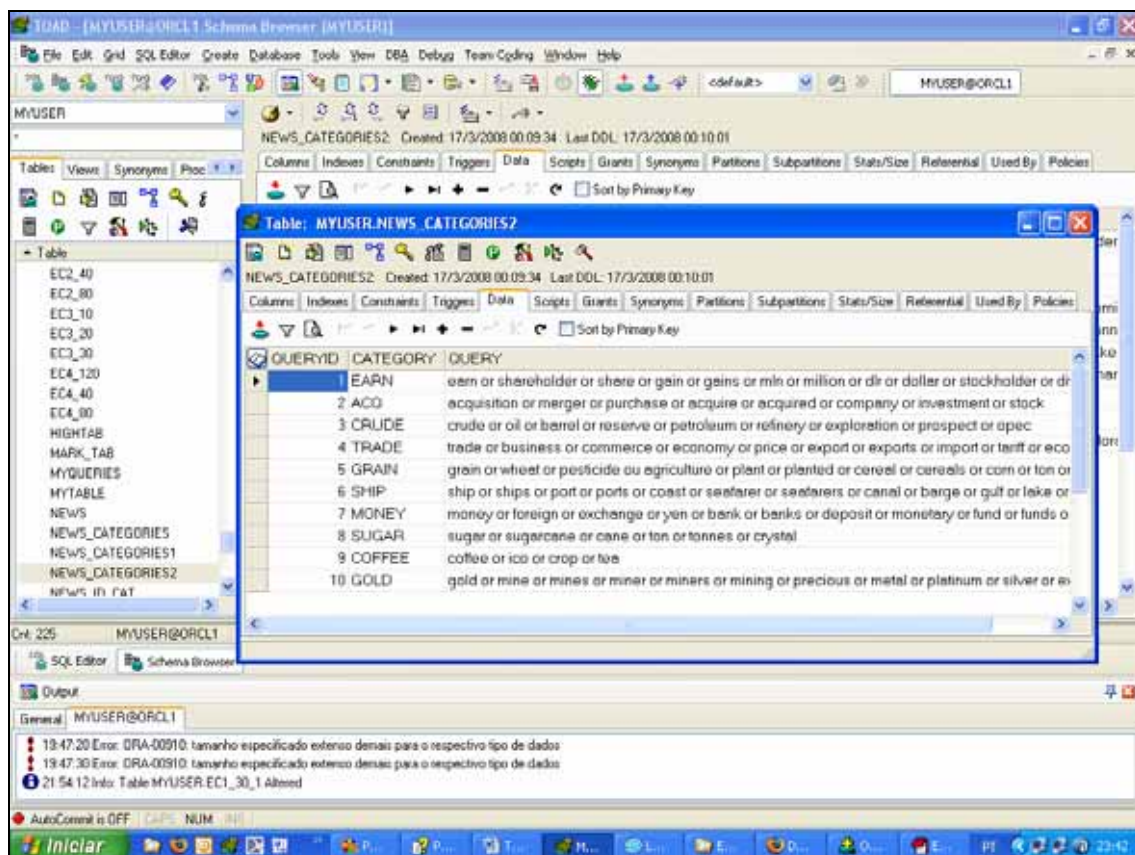 TOAD - [MYUSER@ORCL1 Schema Browser (MYUSER)]
File Edit Grid SQL Editor Create Database Tools View DBA Debug Team Coding Window Help
<default> MYUSER@ORCL1
MYUSER
NEWS_CATEGORIES2: Created: 17/3/2008 00:09:34 Last DDL: 17/3/2008 00:10:01
Tables Views Synonyms Proc
Columns Indexes Constraints Triggers Data Scripts Grants Synonyms Partitions Subpartitions Stats/Size Referential Used By Policies
Sort by Primary Key
Table
EC2_40
EC2_80
EC3_10
EC3_20
EC3_30
EC4_120
EC4_40
EC4_80
HIGHTAB
MARK_TAB
MYQUERIES
MYTABLE
NEWS
NEWS_CATEGORIES
NEWS_CATEGORIES1
NEWS_CATEGORIES2
NEWS_ID_CAT
Table: MYUSER.NEWS_CATEGORIES2
NEWS_CATEGORIES2: Created: 17/3/2008 00:09:34 Last DDL: 17/3/2008 00:10:01
Columns Indexes Constraints Triggers Data Scripts Grants Synonyms Partitions Subpartitions Stats/Size Referential Used By Policies
Sort by Primary Key
QUERYID CATEGORY QUERY
1 EARN earn or shareholder or share or gain or gains or mln or million or dlr or dollar or stockholder or di
2 ACQ acquisition or merger or purchase or acquire or acquired or company or investment or stock
3 CRUDE crude or oil or barrel or reserve or petroleum or refinery or exploration or prospect or opec
4 TRADE trade or business or commerce or economy or price or export or exports or import or tariff or eco
5 GRAIN grain or wheat or pesticide ou agriculture or plant or planted or cereal or cereals or corn or ton or
6 SHIP ship or ships or port or ports or coast or seafarer or seafarers or canal or barge or gulf or lake or
7 MONEY money or foreign or exchange or yen or bank or banks or deposit or monetary or fund or funds o
8 SUGAR sugar or sugarcane or cane or ton or tonnes or crystal
9 COFFEE coffee or ico or crop or tea
10 GOLD gold or mine or mines or miner or miners or mining or precious or metal or platinum or silver or ex
Cnt: 225 MYUSER@ORCL1
SQL Editor Schema Browser
Output
General MYUSER@ORCL1
19:47:20 Error: ORA-00910: tamanho especificado extenso demais para o respectivo tipo de dados
19:47:30 Error: ORA-00910: tamanho especificado extenso demais para o respectivo tipo de dados
21:54:12 Info: Table MYUSER.EC1_30_1 Altered
AutoCommit is OFF CAPS NUM INS
Iniciar P... P... T... M... L... E... D... O... E... PT 23:42